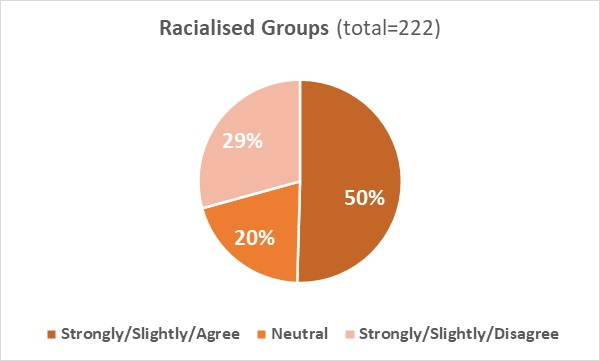 Racialised Groups (total=222)
29%
50%
20%
Strongly/Slightly/Agree Neutral Strongly/Slightly/Disagree